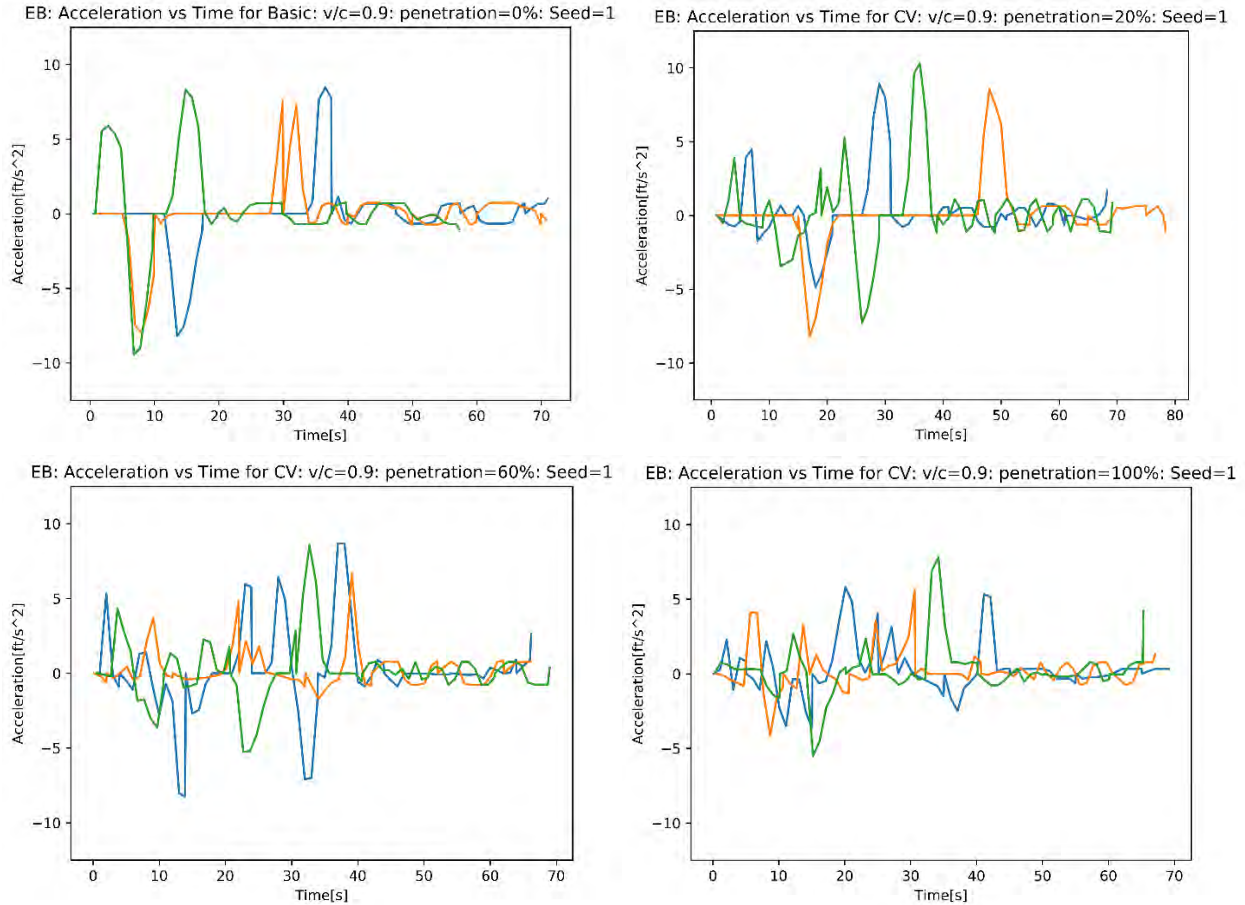 EB: Acceleration vs Time for Basic: v/c=0.9: penetration=0%: Seed=1
10
5
0
−5
−10
Acceleration[ft/s^2]
0 10 20 30 40 50 60 70
Time[s]
EB: Acceleration vs Time for CV: v/c=0.9: penetration=20%: Seed=1
10
5
0
−5
−10
Acceleration[ft/s^2]
0 10 20 30 40 50 60 70 80
Time[s]
EB: Acceleration vs Time for CV: v/c=0.9: penetration=60%: Seed=1
10
5
0
−5
−10
Acceleration[ft/s^2]
0 10 20 30 40 50 60 70
Time[s]
EB: Acceleration vs Time for CV: v/c=0.9: penetration=100%: Seed=1
10
5
0
−5
−10
Acceleration[ft/s^2]
0 10 20 30 40 50 60 70
Time[s]